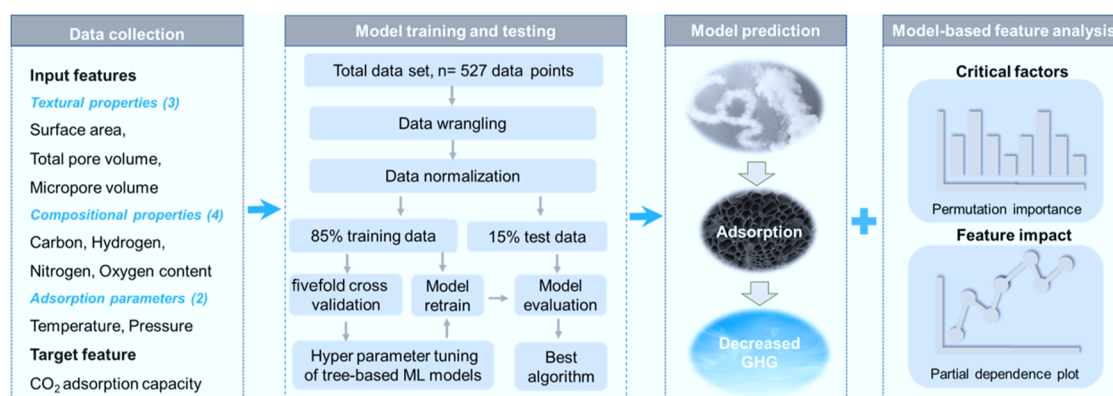 Data collection
Input features
Textural properties (3)
Surface area,
Total pore volume,
Micropore volume
Compositional properties (4)
Carbon, Hydrogen,
Nitrogen, Oxygen content
Adsorption parameters (2)
Temperature, Pressure
Target feature
CO₂ adsorption capacity
Model training and testing
Total data set, n= 527 data points
Data wrangling
Data normalization
85% training data
15% test data
fivefold cross
validation
Model
retrain
Model
evaluation
Hyper parameter tuning
of tree-based ML models
Best
algorithm
Model prediction
Adsorption
Decreased
GHG
Model-based feature analysis
Critical factors
Permutation importance
Feature impact
Partial dependence plot